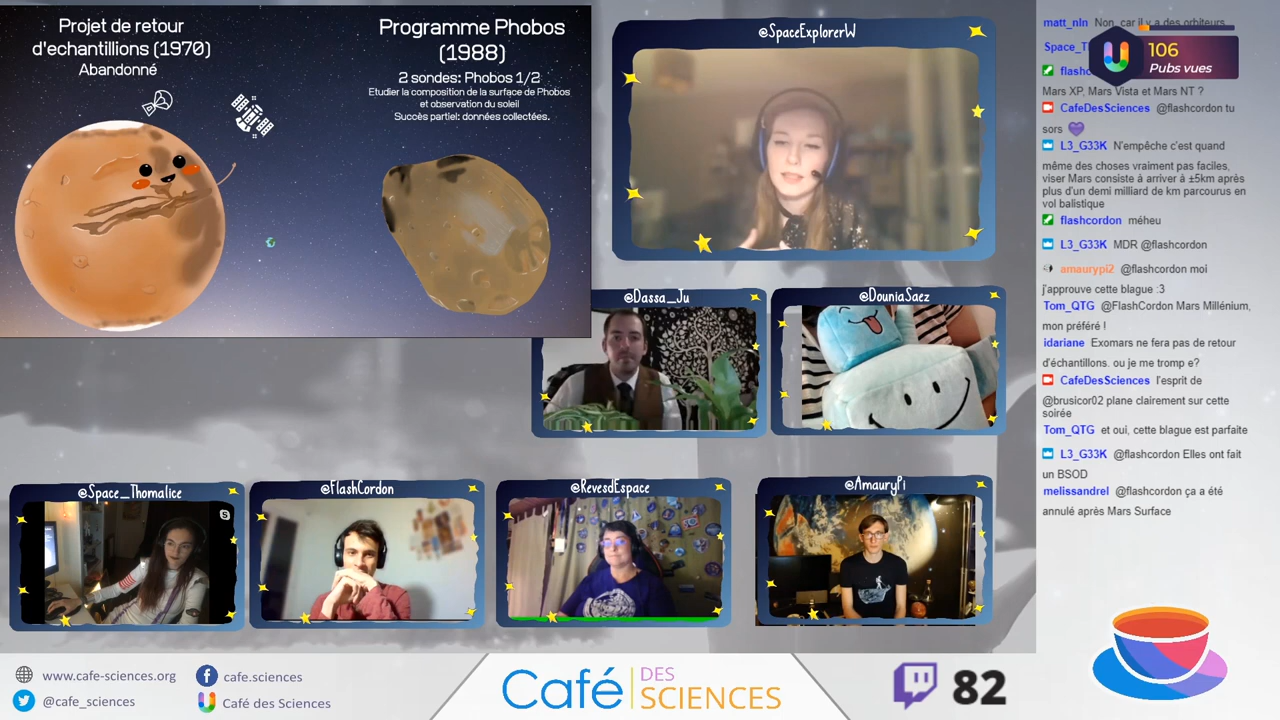 Projet de retour
d'echantillions (1970)
Abandonné
Programme Phobos
(1988)
2 sondes: Phobos 1/2
Etudier la composition de la surface de Phobos
et observation du soleil
Succès partiel: données collectées.
@SpaceExplorerW
@Dassa_Ju
@DouniaSaez
@Space_Thomalice
@FlashCordon
@RevesdEspace
@AmauryPi
matt_nln Non, car il y a des orbiteurs
Space_T
106
Pubs vues
flashc
Mars XP, Mars Vista et Mars NT ?
CafeDesSciences @flashcordon tu
sors
L3_G33K N'empêche c'est quand
même des choses vraiment pas faciles,
viser Mars consiste à arriver à ±5km après
plus d'un demi milliard de km parcourus en
vol balistique
flashcordon méheu
L3_G33K MDR @flashcordon
amaurypi2 @flashcordon moi
j'approuve cette blague :3
Tom_QTG @FlashCordon Mars Millénium,
mon préféré !
idariane Exomars ne fera pas de retour
d'échantillons. ou je me tromp e?
CafeDesSciences l'esprit de
@brusicor02 plane clairement sur cette
soirée
Tom_QTG et oui, cette blague est parfaite
L3_G33K @flashcordon Elles ont fait
un BSOD
melissandrel @flashcordon ça a été
annulé après Mars Surface
www.cafe-sciences.org
cafe.sciences
@cafe_sciences
Café des Sciences
Café DES
SCIENCES
82